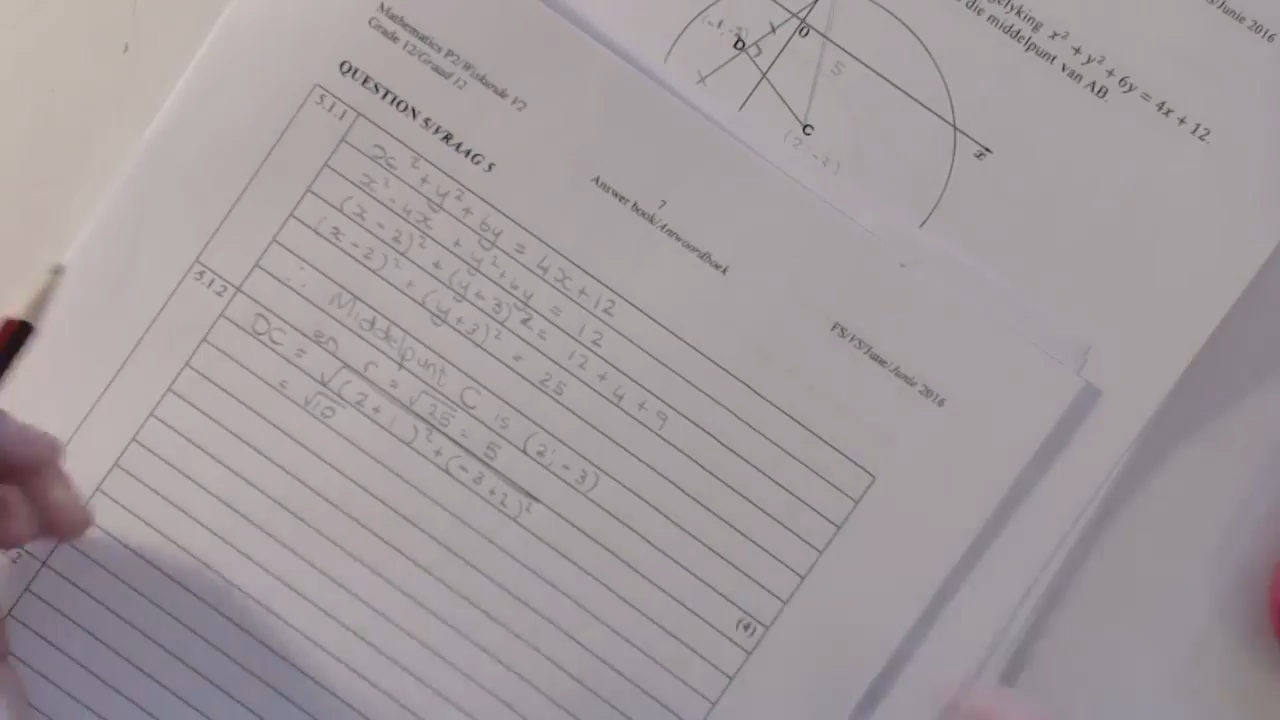 /Junie 2016
x² + y² + 6y = 4x + 12.
die middelpunt van AB.
O
D
5
C
(2; -3)
x
Mathematics P2/Wiskunde V2
Grade 12/Graad 12
7
Answer book/Antwoordboek
FS/VS/June/Junie 2016
QUESTION 5/VRAAG 5
5.1.1
x² + y² + 6y = 4x + 12
x² - 4x + y² + 6y = 12
(x - 2)² + (y + 3)² = 12 + 4 + 9
(x - 2)² + (y + 3)² = 25
∴ Middelpunt C is (2; -3)
en r = √25 = 5
(4)
5.1.2
DC = √(2 + 1)² + (-3 + 2)²
= √10
2